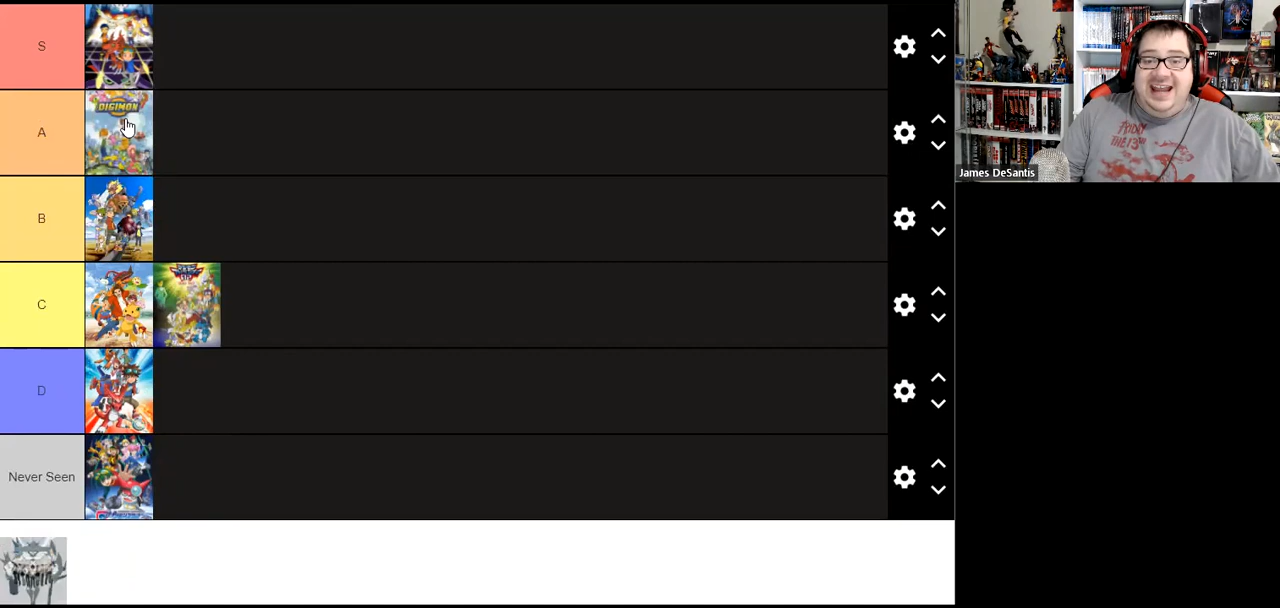 S
A
DIGIMON
B
C
D
Never Seen
James DeSantis
FRIDAY
THE 13TH